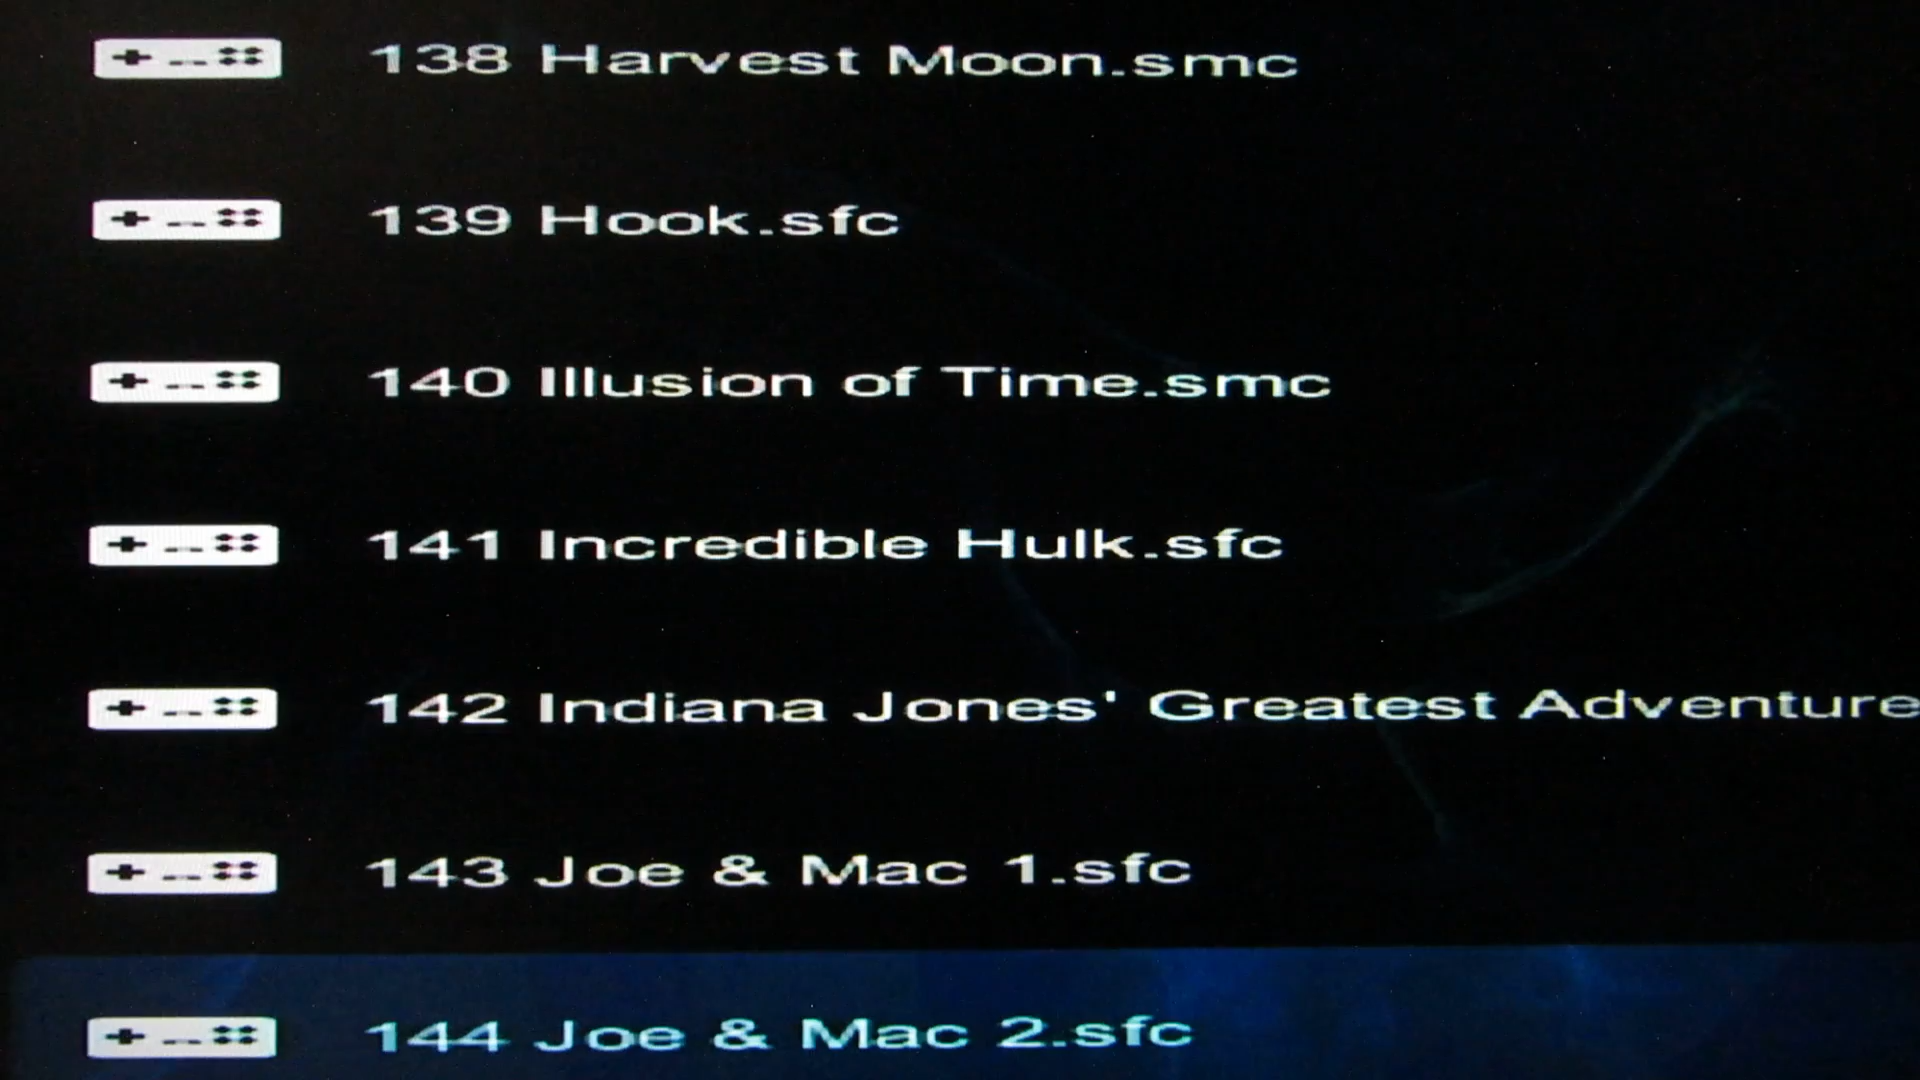 138 Harvest Moon.smc
139 Hook.sfc
140 Illusion of Time.smc
141 Incredible Hulk.sfc
142 Indiana Jones' Greatest Adventure
143 Joe & Mac 1.sfc
144 Joe & Mac 2.sfc